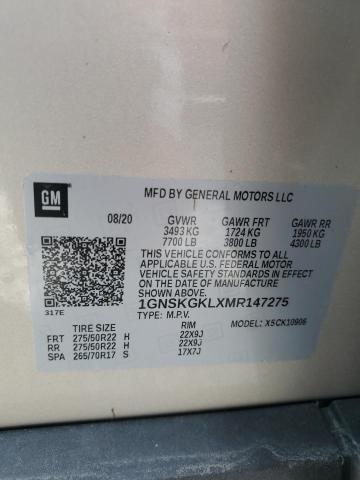 GM
MFD BY GENERAL MOTORS LLC
08/20 GVWR GAWR FRT GAWR RR
3493 KG 1724 KG 1950 KG
7700 LB 3800 LB 4300 LB
THIS VEHICLE CONFORMS TO ALL
APPLICABLE U.S. FEDERAL MOTOR
VEHICLE SAFETY STANDARDS IN EFFECT
ON THE DATE OF MANUFACTURE
SHOWN ABOVE.
1GNSKGKLXMR147275
317E TYPE: M.P.V.
TIRE SIZE RIM MODEL: X5CK10906
FRT 275/50R22 H 22X9J
RR 275/50R22 H 22X9J
SPA 265/70R17 S 17X7J